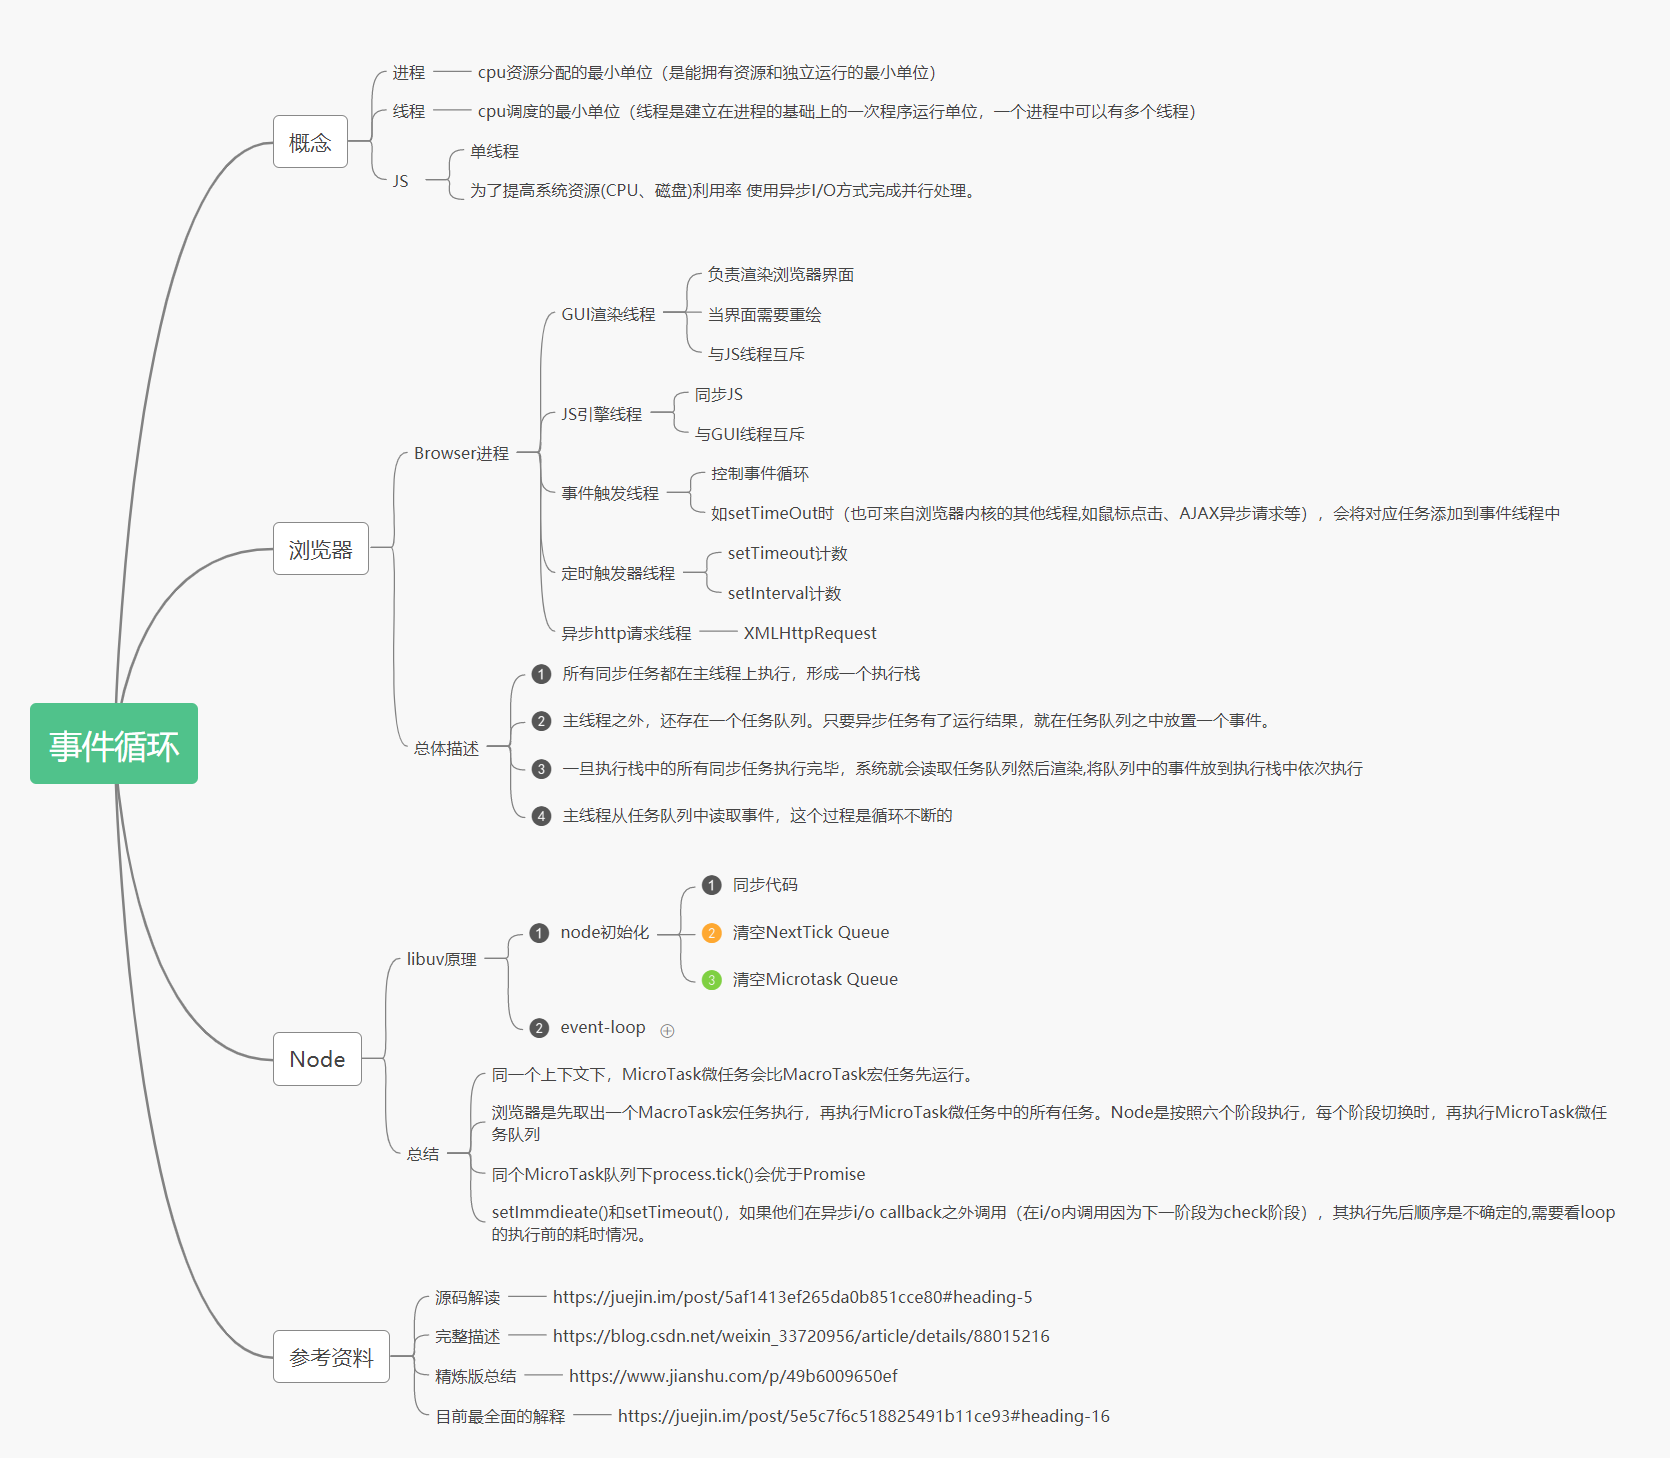 事件循环
概念
进程
cpu资源分配的最小单位（是能拥有资源和独立运行的最小单位）
线程
cpu调度的最小单位（线程是建立在进程的基础上的一次程序运行单位，一个进程中可以有多个线程）
JS
单线程
为了提高系统资源(CPU、磁盘)利用率 使用异步I/O方式完成并行处理。
浏览器
Browser进程
GUI渲染线程
负责渲染浏览器界面
当界面需要重绘
与JS线程互斥
JS引擎线程
同步JS
与GUI线程互斥
事件触发线程
控制事件循环
如setTimeOut时（也可来自浏览器内核的其他线程,如鼠标点击、AJAX异步请求等），会将对应任务添加到事件线程中
定时触发器线程
setTimeout计数
setInterval计数
异步http请求线程
XMLHttpRequest
总体描述
1 所有同步任务都在主线程上执行，形成一个执行栈
2 主线程之外，还存在一个任务队列。只要异步任务有了运行结果，就在任务队列之中放置一个事件。
3 一旦执行栈中的所有同步任务执行完毕，系统就会读取任务队列然后渲染,将队列中的事件放到执行栈中依次执行
4 主线程从任务队列中读取事件，这个过程是循环不断的
Node
libuv原理
1 node初始化
1 同步代码
2 清空NextTick Queue
3 清空Microtask Queue
2 event-loop
总结
同一个上下文下，MicroTask微任务会比MacroTask宏任务先运行。
浏览器是先取出一个MacroTask宏任务执行，再执行MicroTask微任务中的所有任务。Node是按照六个阶段执行，每个阶段切换时，再执行MicroTask微任
务队列
同个MicroTask队列下process.tick()会优于Promise
setImmdieate()和setTimeout()，如果他们在异步i/o callback之外调用（在i/o内调用因为下一阶段为check阶段），其执行先后顺序是不确定的,需要看loop
的执行前的耗时情况。
参考资料
源码解读
https://juejin.im/post/5af1413ef265da0b851cce80#heading-5
完整描述
https://blog.csdn.net/weixin_33720956/article/details/88015216
精炼版总结
https://www.jianshu.com/p/49b6009650ef
目前最全面的解释
https://juejin.im/post/5e5c7f6c518825491b11ce93#heading-16